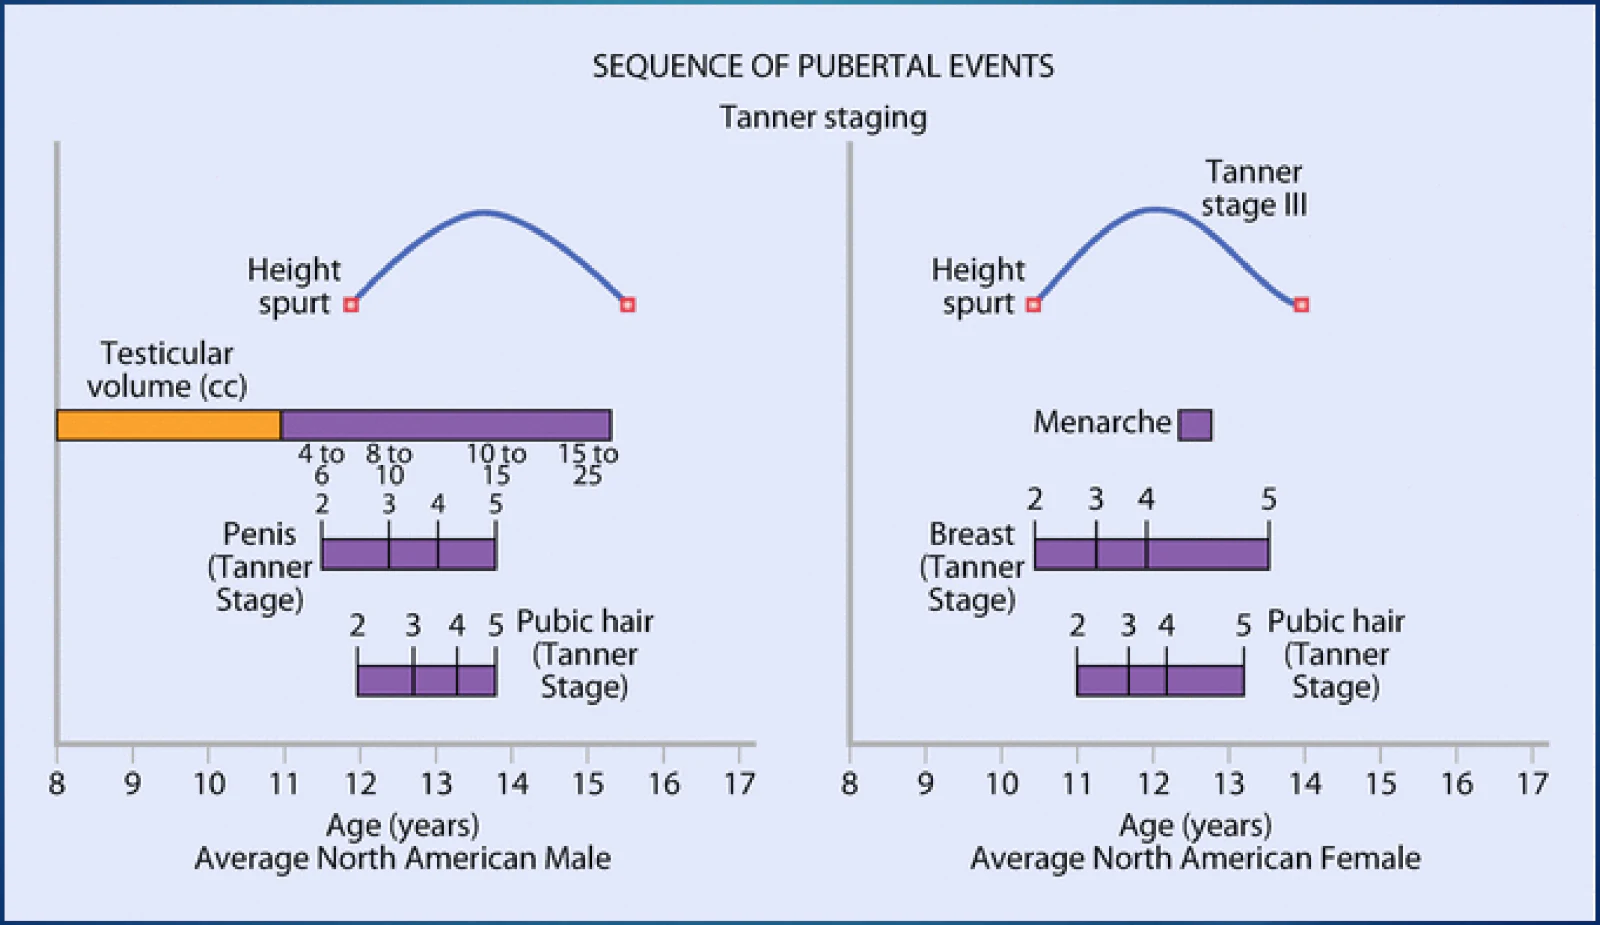 SEQUENCE OF PUBERTAL EVENTS
Tanner staging
Height
spurt
Testicular
volume (cc)
4 to 8 to 10 to 15 to
6 10 15 25
2 3 4 5
Penis
(Tanner
Stage)
2 3 4 5 Pubic hair
(Tanner
Stage)
8 9 10 11 12 13 14 15 16 17
Age (years)
Average North American Male
Tanner
stage III
Height
spurt
Menarche
2 3 4 5
Breast
(Tanner
Stage)
2 3 4 5 Pubic hair
(Tanner
Stage)
8 9 10 11 12 13 14 15 16 17
Age (years)
Average North American Female